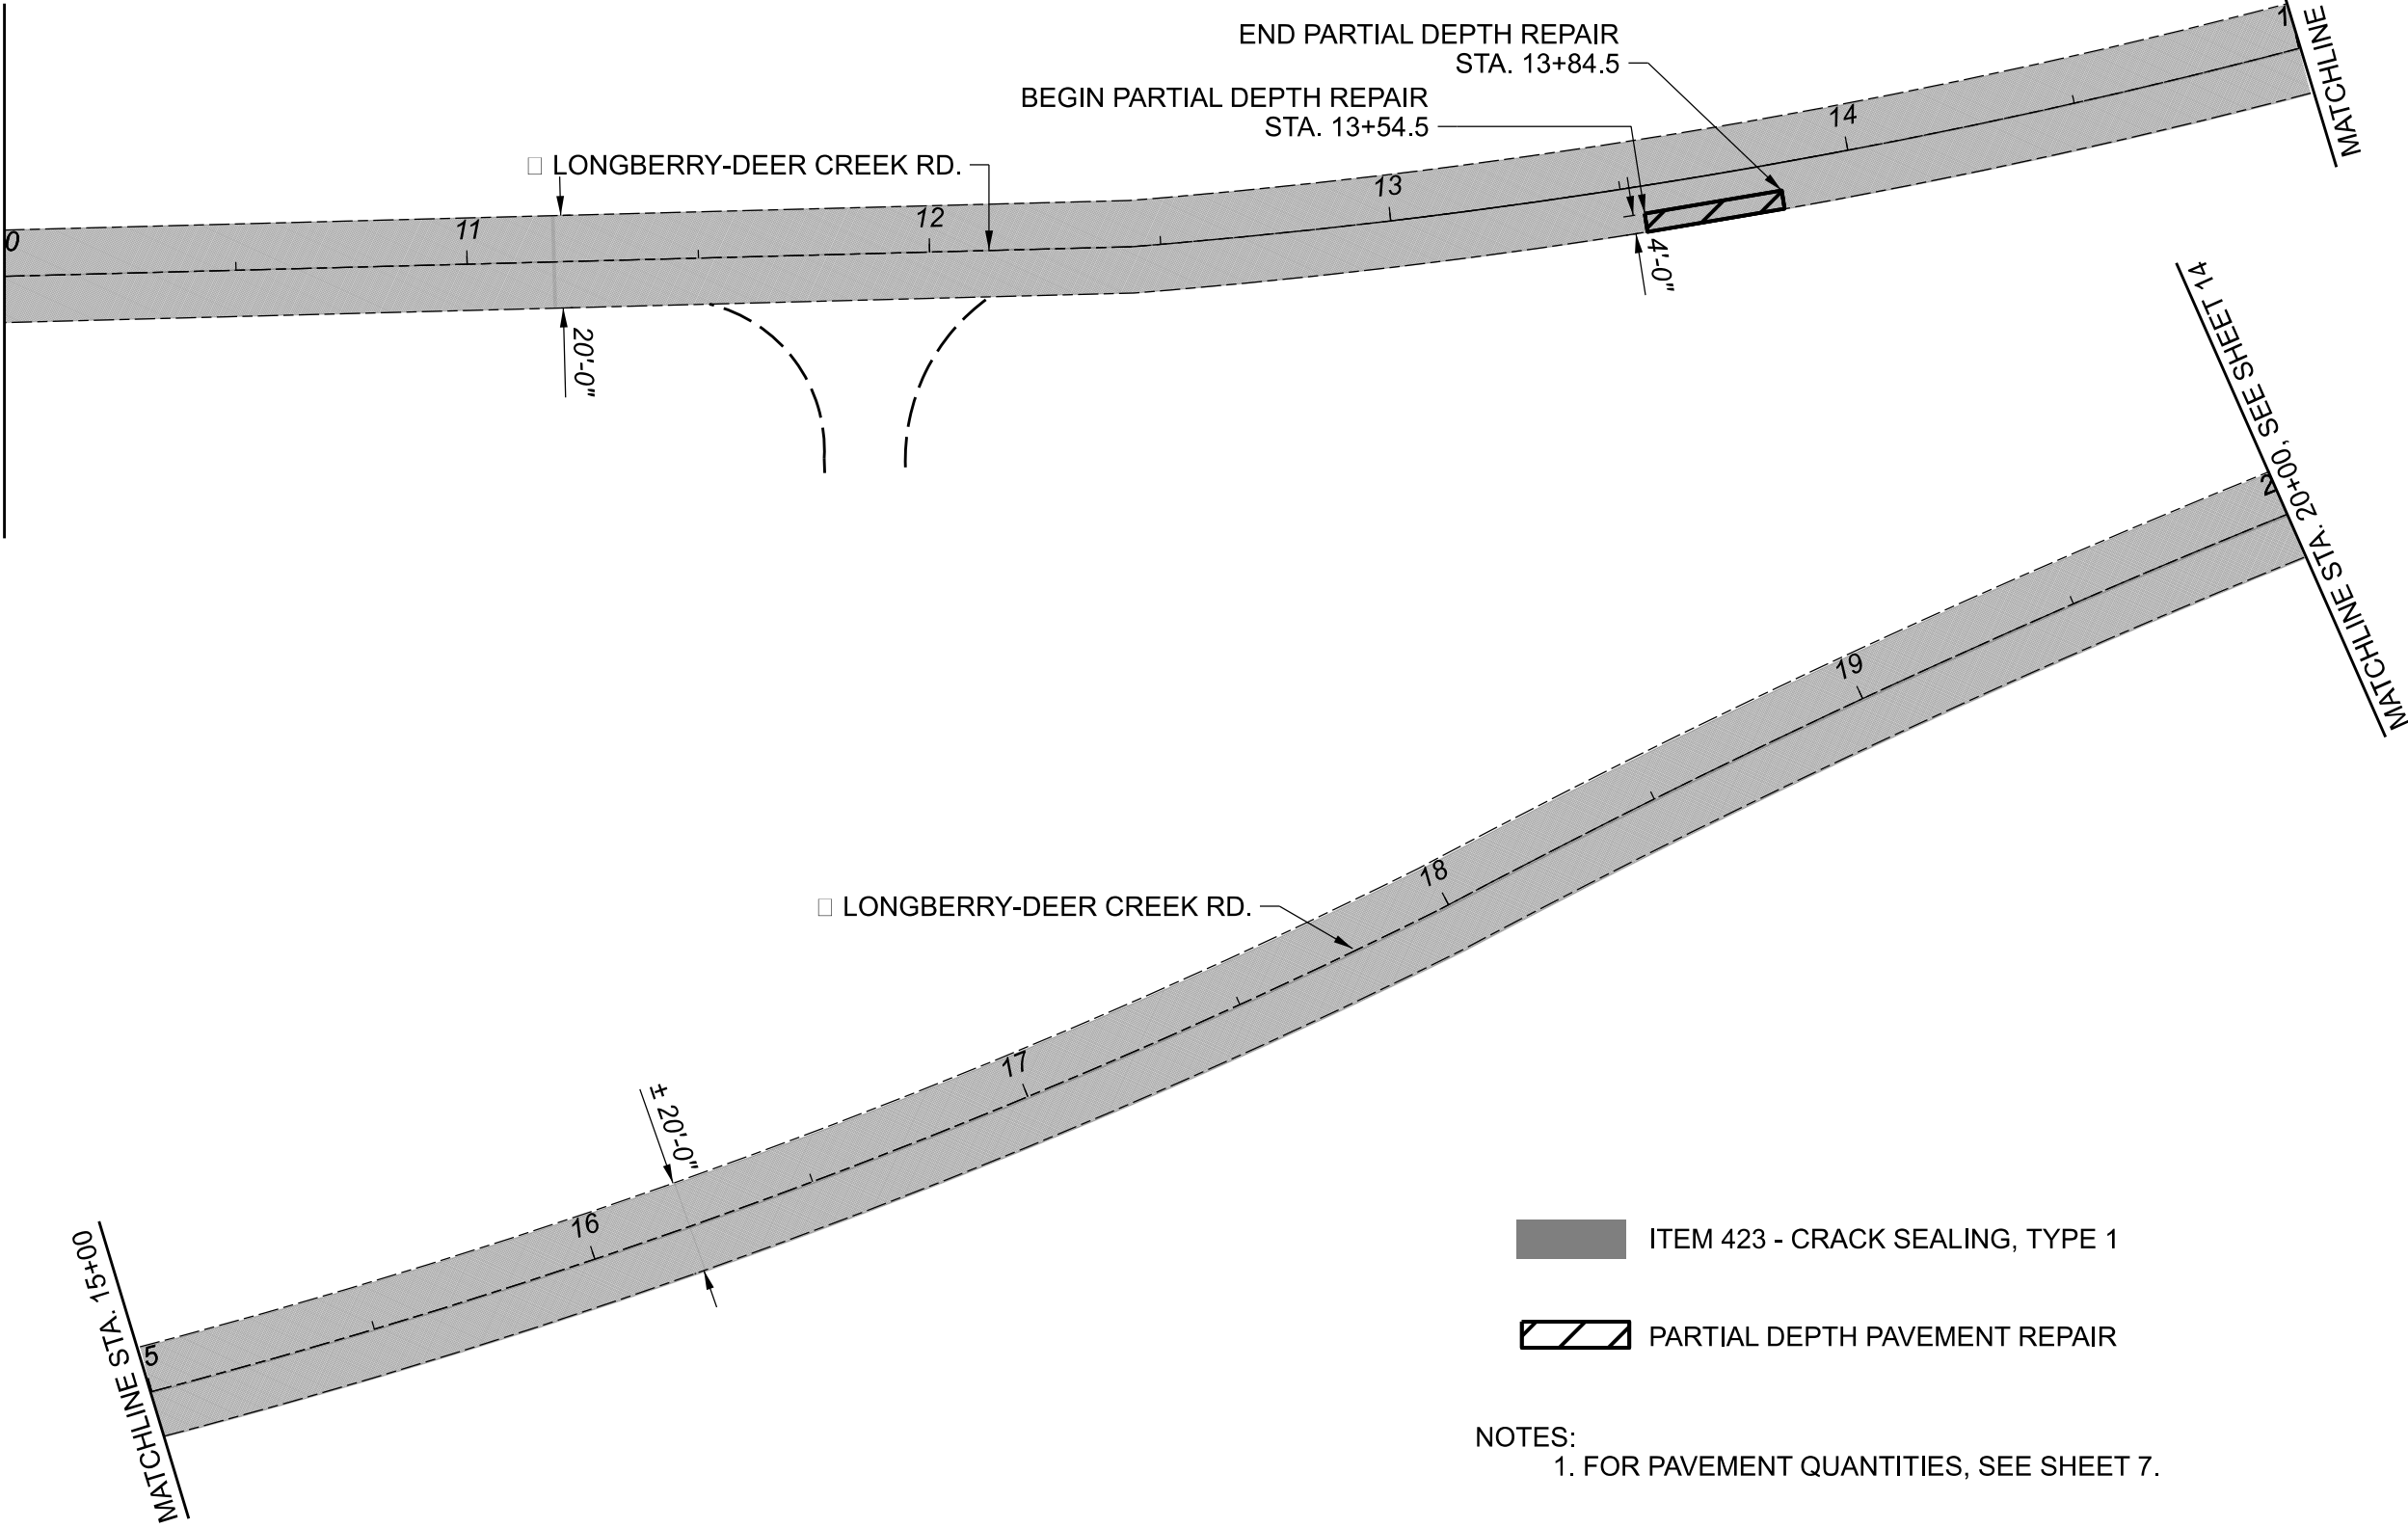 END PARTIAL DEPTH REPAIR
STA. 13+84.5
BEGIN PARTIAL DEPTH REPAIR
STA. 13+54.5
LONGBERRY-DEER CREEK RD.
0
11
12
13
14
1
MATCHLINE
20'-0"
4'-0"
MATCHLINE STA. 20+00, SEE SHEET 14
2
19
18
LONGBERRY-DEER CREEK RD.
17
± 20'-0"
16
5
MATCHLINE STA. 15+00
ITEM 423 - CRACK SEALING, TYPE 1
PARTIAL DEPTH PAVEMENT REPAIR
NOTES:
1. FOR PAVEMENT QUANTITIES, SEE SHEET 7.